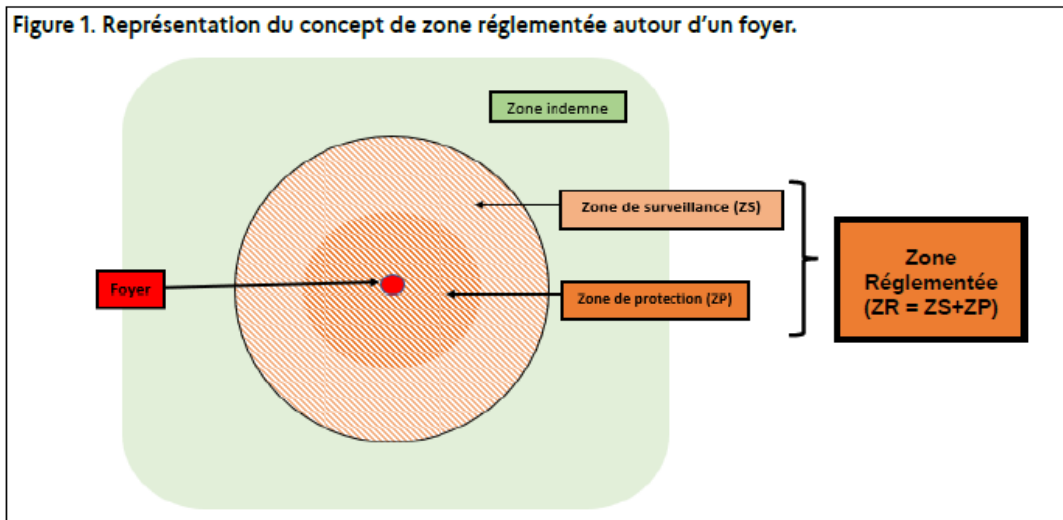 Figure 1. Représentation du concept de zone réglementée autour d'un foyer.
Zone indemne
Zone de surveillance (ZS)
Foyer
Zone de protection (ZP)
Zone
Réglementée
(ZR = ZS+ZP)